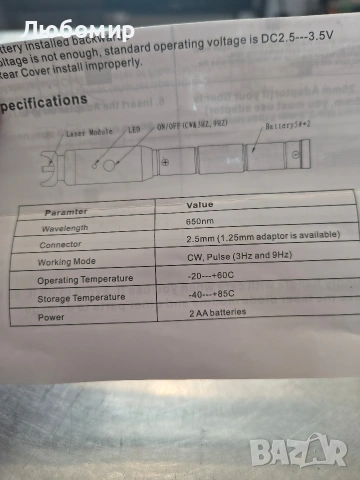 Любомир
ttery installed backward
oltage is not enough, standard operating voltage is DC2.5---3.5V
Rear Cover install improperly.
pecifications
Laser Module
LED
ON/OFF (CW&3HZ, 9HZ)
Battery5#*2
Paramter Value
Wavelength 650nm
Connector 2.5mm (1.25mm adaptor is available)
Working Mode CW, Pulse (3Hz and 9Hz)
Operating Temperature -20---+60C
Storage Temperature -40---+85C
Power 2 AA batteries
BAZAR